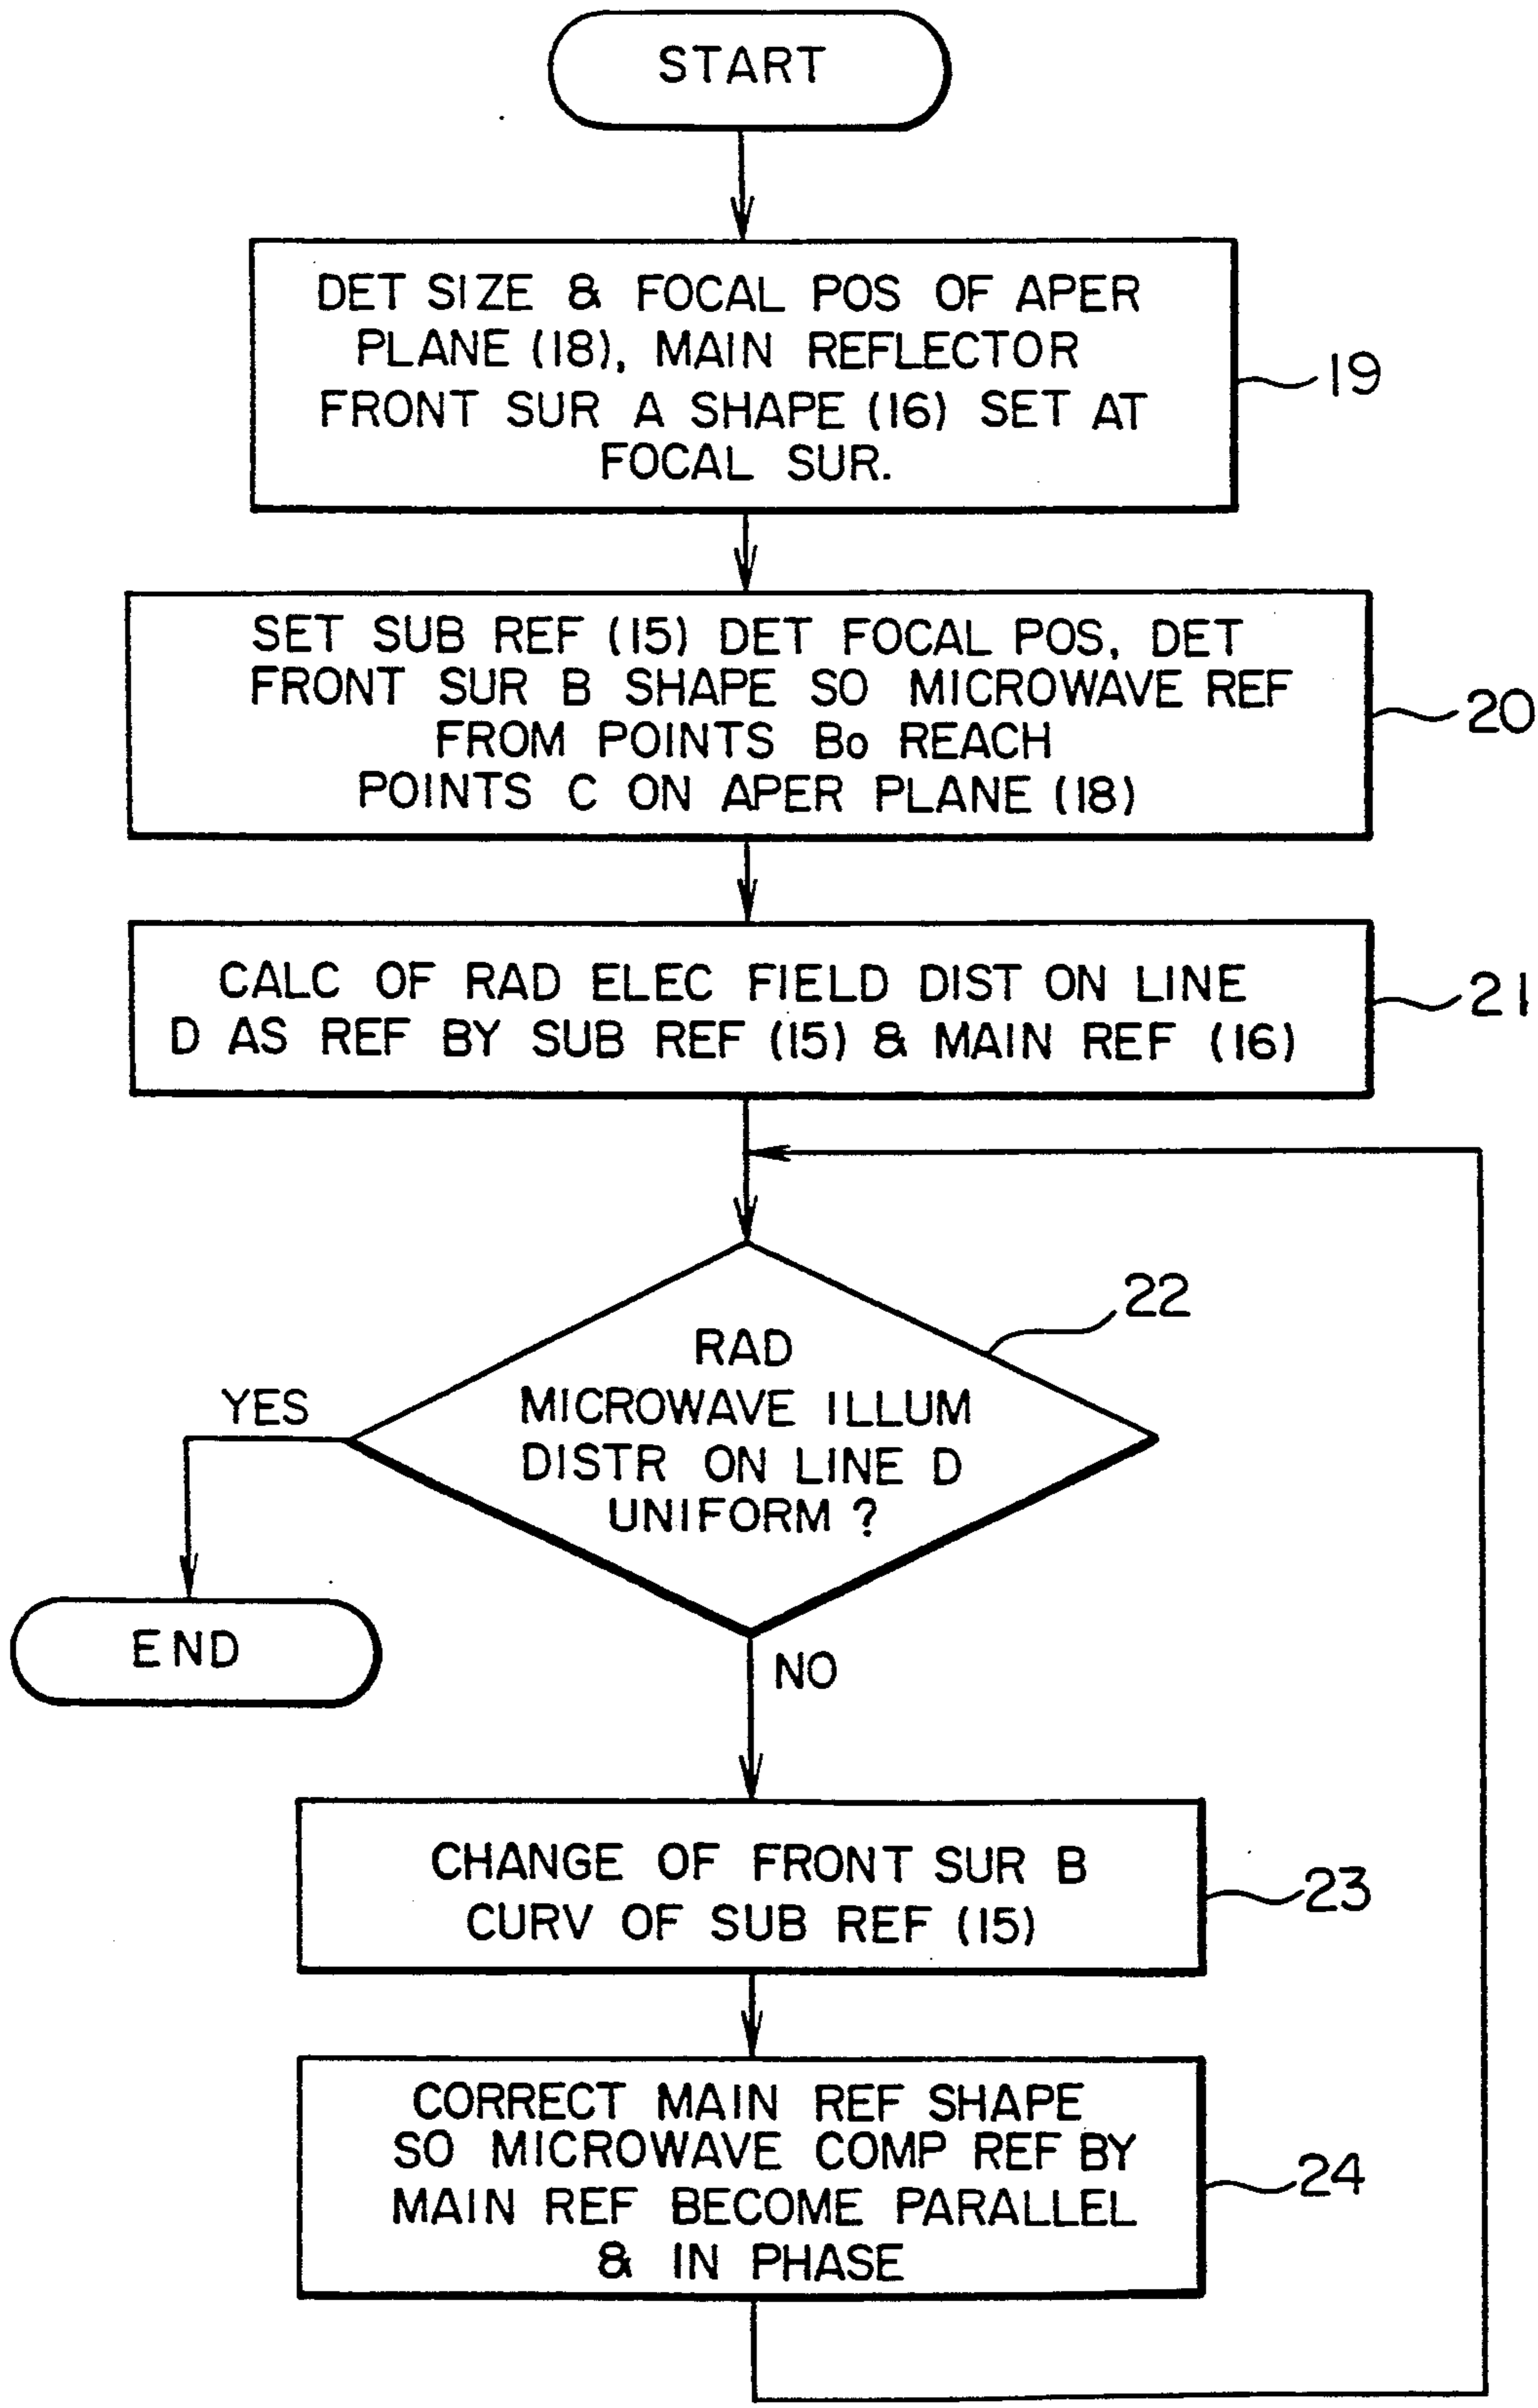 START
DET SIZE & FOCAL POS OF APER
PLANE (18), MAIN REFLECTOR
FRONT SUR A SHAPE (16) SET AT
FOCAL SUR.
19
SET SUB REF (15) DET FOCAL POS, DET
FRONT SUR B SHAPE SO MICROWAVE REF
FROM POINTS Bo REACH
POINTS C ON APER PLANE (18)
20
CALC OF RAD ELEC FIELD DIST ON LINE
D AS REF BY SUB REF (15) & MAIN REF (16)
21
22
RAD
MICROWAVE ILLUM
DISTR ON LINE D
UNIFORM ?
YES
END
NO
CHANGE OF FRONT SUR B
CURV OF SUB REF (15)
23
CORRECT MAIN REF SHAPE
SO MICROWAVE COMP REF BY
MAIN REF BECOME PARALLEL
& IN PHASE
24